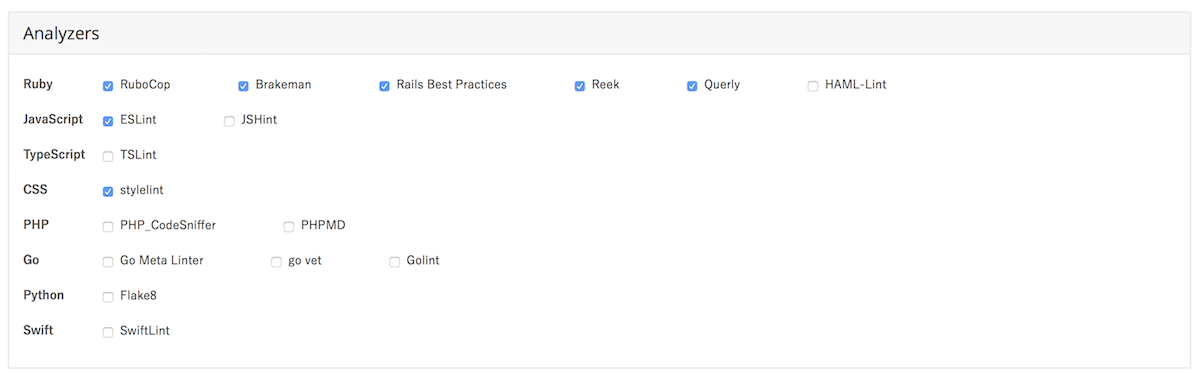 Analyzers
Ruby RuboCop Brakeman Rails Best Practices Reek Querly HAML-Lint
JavaScript ESLint JSHint
TypeScript TSLint
CSS stylelint
PHP PHP_CodeSniffer PHPMD
Go Go Meta Linter go vet Golint
Python Flake8
Swift SwiftLint